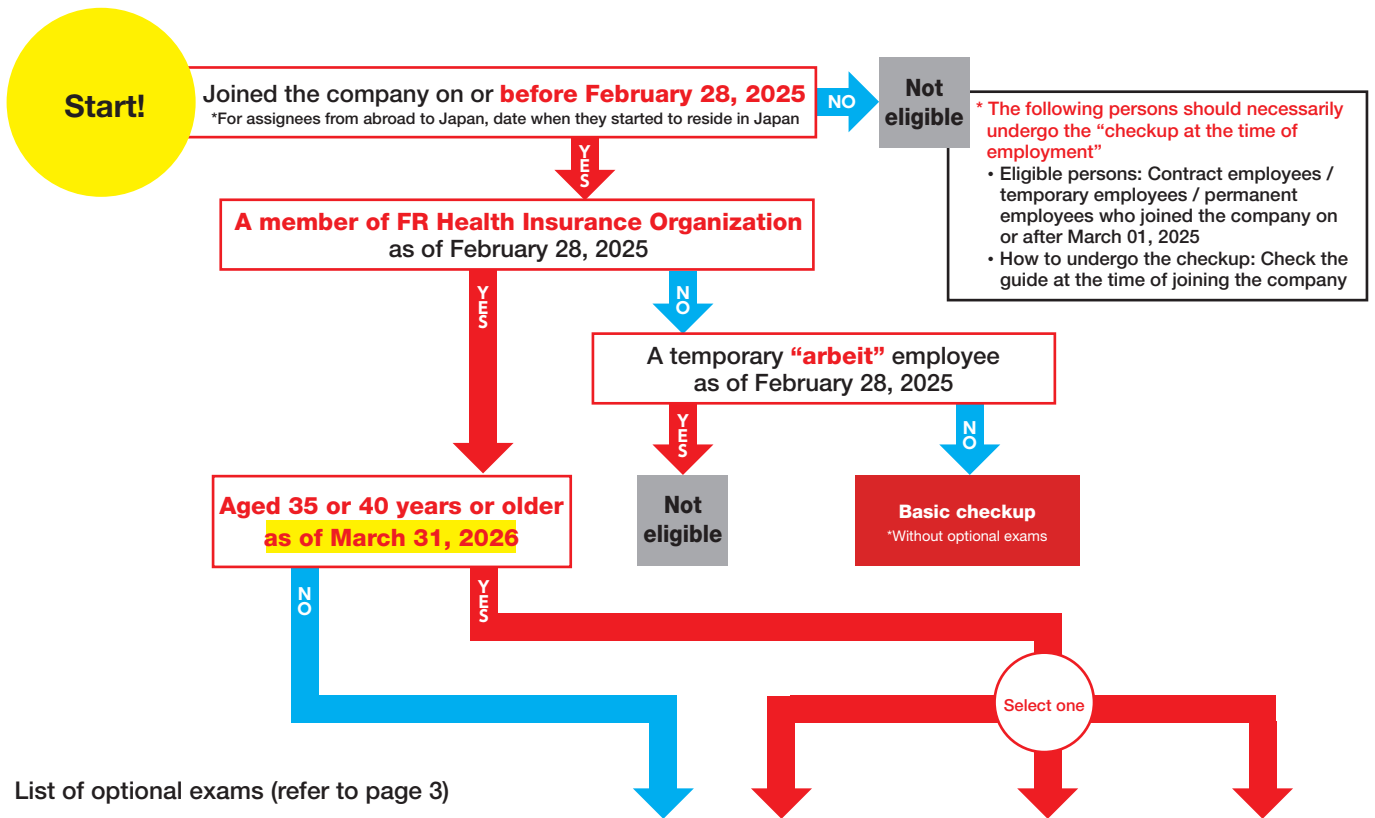 Start!
Joined the company on or before February 28, 2025
*For assignees from abroad to Japan, date when they started to reside in Japan
NO
Not
eligible
* The following persons should necessarily
undergo the “checkup at the time of
employment”
• Eligible persons: Contract employees /
temporary employees / permanent
employees who joined the company on
or after March 01, 2025
• How to undergo the checkup: Check the
guide at the time of joining the company
YES
A member of FR Health Insurance Organization
as of February 28, 2025
YES
NO
A temporary “arbeit” employee
as of February 28, 2025
YES
NO
Aged 35 or 40 years or older
as of March 31, 2026
Not
eligible
Basic checkup
*Without optional exams
NO
YES
Select one
List of optional exams (refer to page 3)